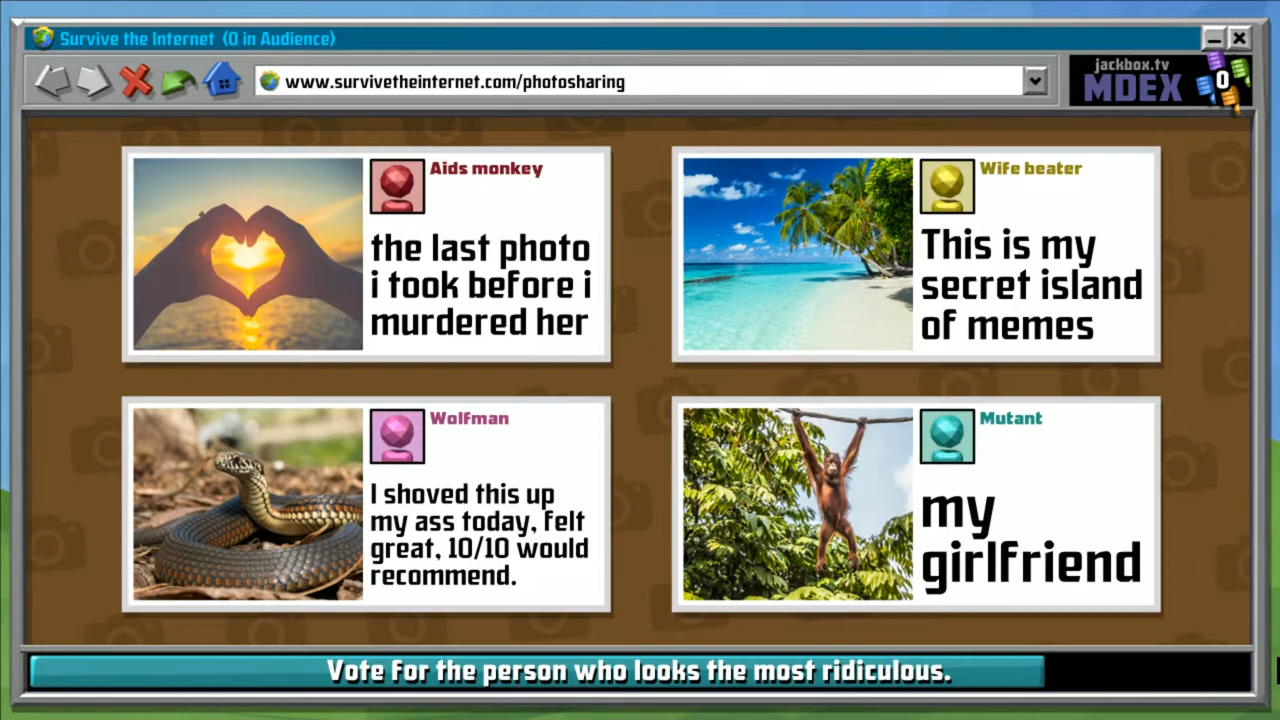 Survive the Internet (0 in Audience)
www.survivetheinternet.com/photosharing
jackbox.tv
MDEX
0
Aids monkey
the last photo
i took before i
murdered her
Wife beater
This is my
secret island
of memes
Wolfman
I shoved this up
my ass today, felt
great, 10/10 would
recommend.
Mutant
my
girlfriend
Vote for the person who looks the most ridiculous.